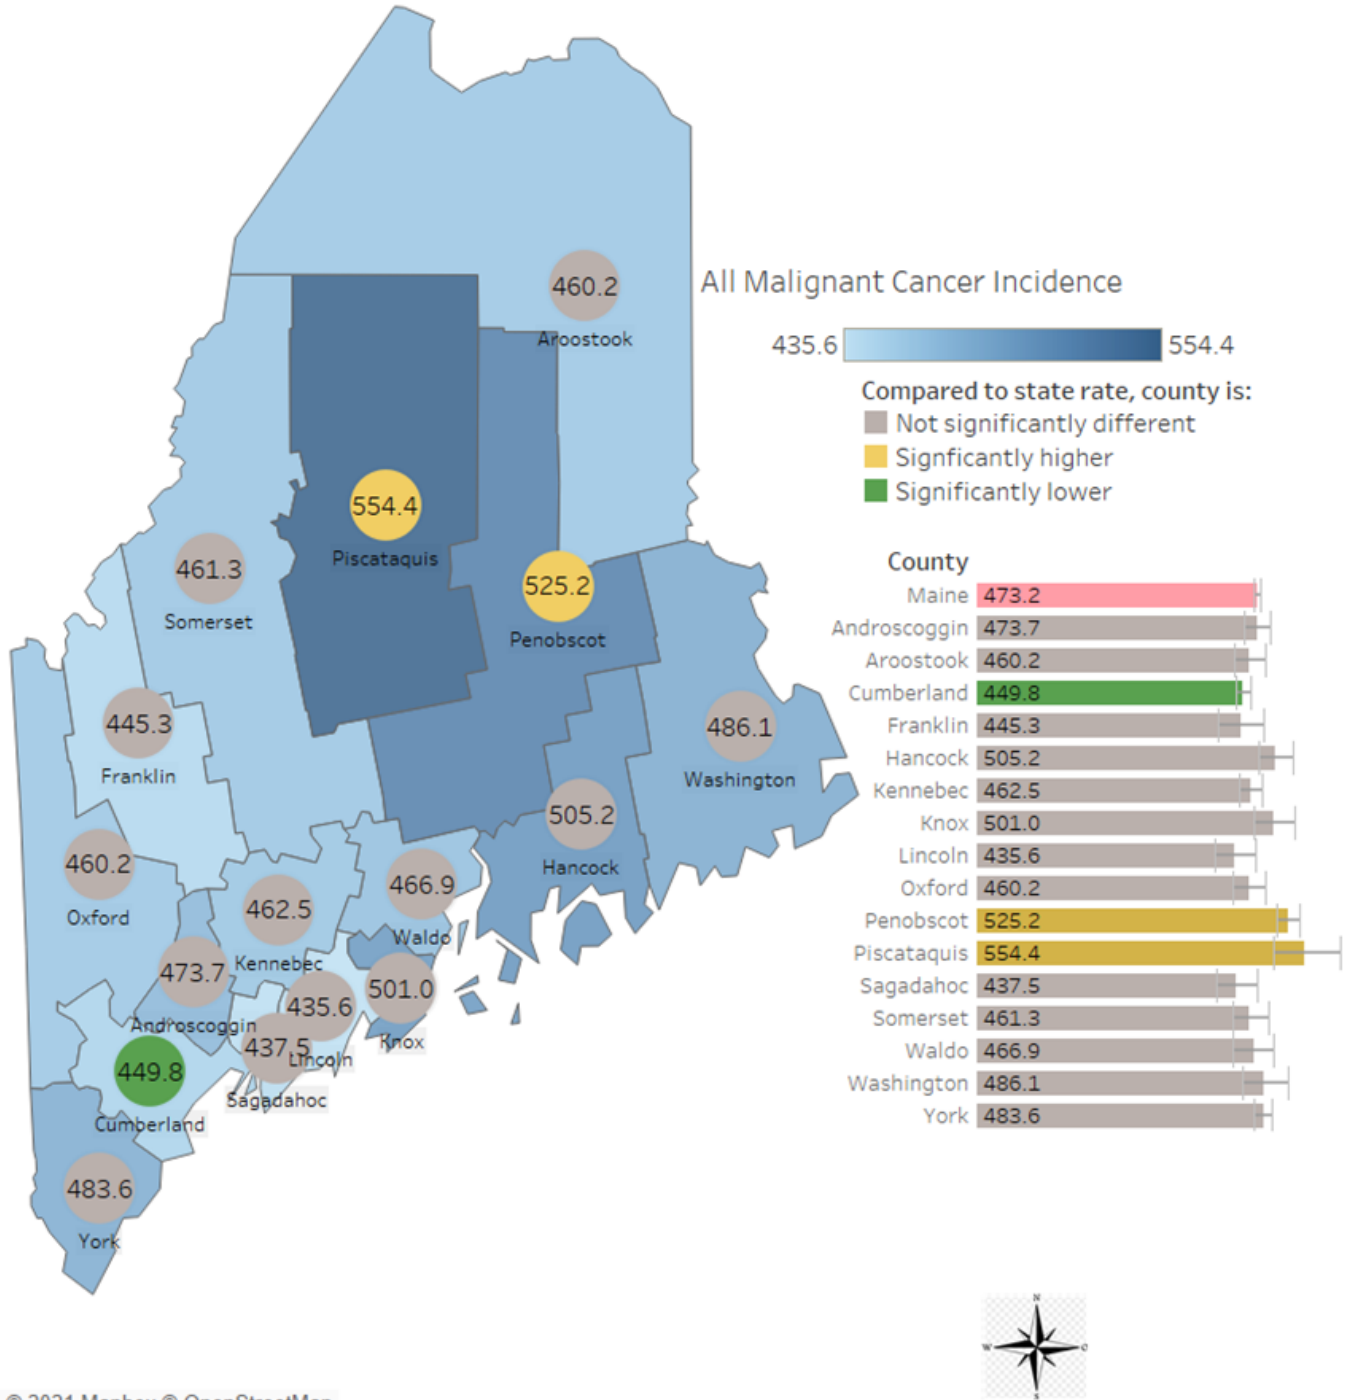 460.2
Aroostook
All Malignant Cancer Incidence
435.6
554.4
Compared to state rate, county is:
Not significantly different
Signficantly higher
Significantly lower
554.4
Piscataquis
525.2
Penobscot
461.3
Somerset
445.3
Franklin
486.1
Washington
505.2
Hancock
460.2
Oxford
466.9
Waldo
462.5
Kennebec
473.7
Androscoggin
501.0
Knox
435.6
Lincoln
437.5
Sagadahoc
449.8
Cumberland
483.6
York
County
Maine 473.2
Androscoggin 473.7
Aroostook 460.2
Cumberland 449.8
Franklin 445.3
Hancock 505.2
Kennebec 462.5
Knox 501.0
Lincoln 435.6
Oxford 460.2
Penobscot 525.2
Piscataquis 554.4
Sagadahoc 437.5
Somerset 461.3
Waldo 466.9
Washington 486.1
York 483.6
N
W
S
© 2021 Mapbox © OpenStreetMap